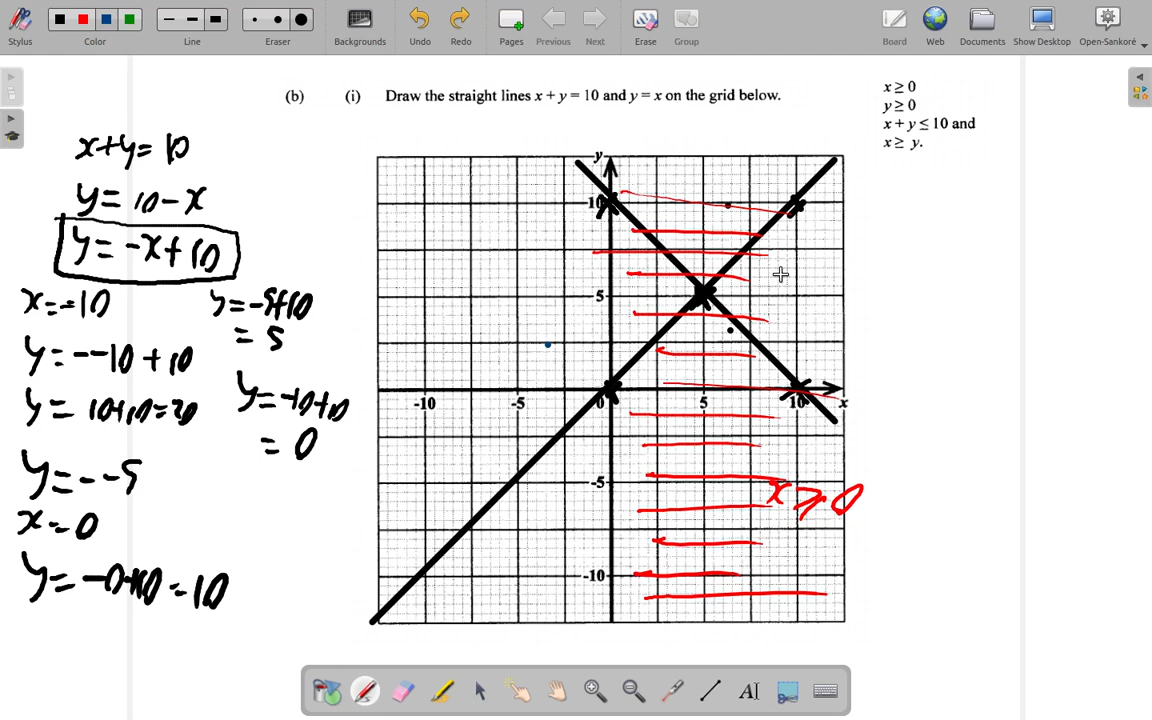 Stylus
Color
Line
Eraser
Backgrounds
Undo
Redo
Pages
Previous
Next
Erase
Group
Board
Web
Documents
Show Desktop
Open-Sankoré
(b) (i) Draw the straight lines x + y = 10 and y = x on the grid below.
x ≥ 0
y ≥ 0
x + y ≤ 10 and
x ≥ y.
x+y = 10
y = 10 - x
y = -x + 10
x = -10
y = --10 + 10
y = 10+10 = 20
y = --5
x = 0
y = -0+10 = 10
y = -5+10
= 5
y = -10+10
= 0
y
10
5
-10 -5 0 5 10 x
-5
-10
x ≥ 0
AI